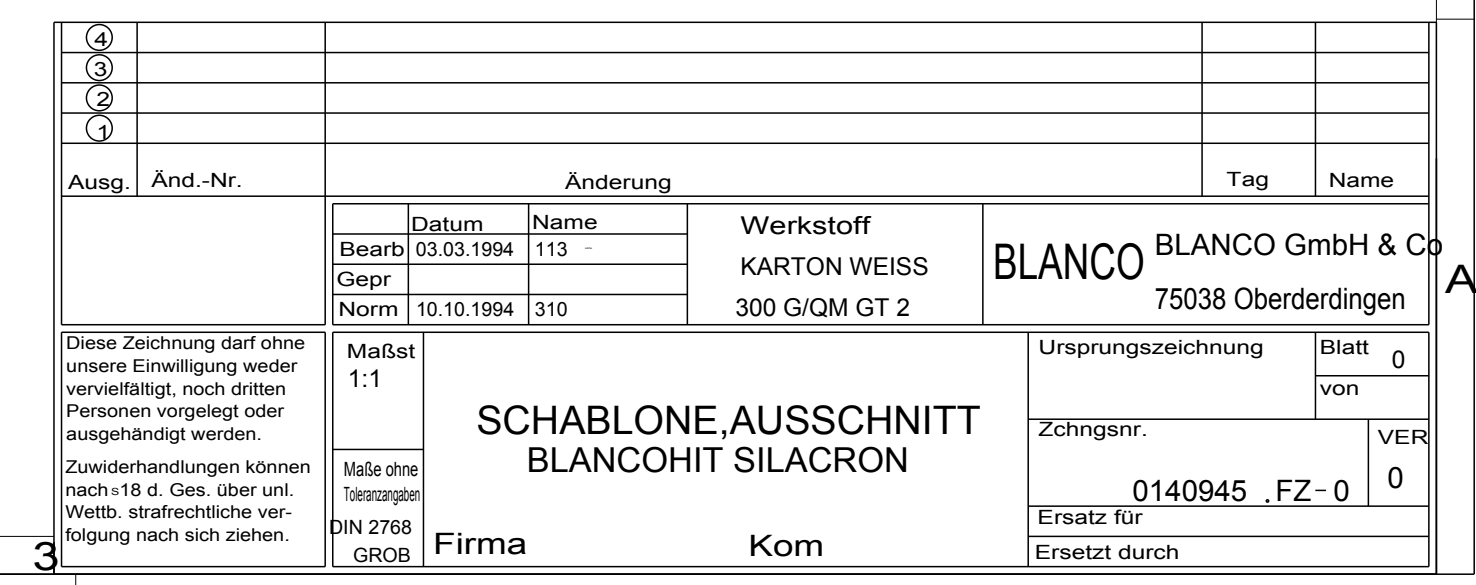 4
3
2
1
Ausg. Änd.-Nr. Änderung Tag Name
Datum Name
Bearb 03.03.1994 113 -
Gepr
Norm 10.10.1994 310
Werkstoff
KARTON WEISS
300 G/QM GT 2
BLANCO
BLANCO GmbH & Co
75038 Oberderdingen
A
Diese Zeichnung darf ohne
unsere Einwilligung weder
vervielfältigt, noch dritten
Personen vorgelegt oder
ausgehändigt werden.
Zuwiderhandlungen können
nach s18 d. Ges. über unl.
Wettb. strafrechtliche ver-
folgung nach sich ziehen.
Maßst
1:1
Maße ohne
Toleranzangaben
DIN 2768
GROB
SCHABLONE,AUSSCHNITT
BLANCOHIT SILACRON
Firma Kom
Ursprungszeichnung
Blatt 0
von
Zchngsnr.
0140945 .FZ-0
VER
0
Ersatz für
Ersetzt durch
3